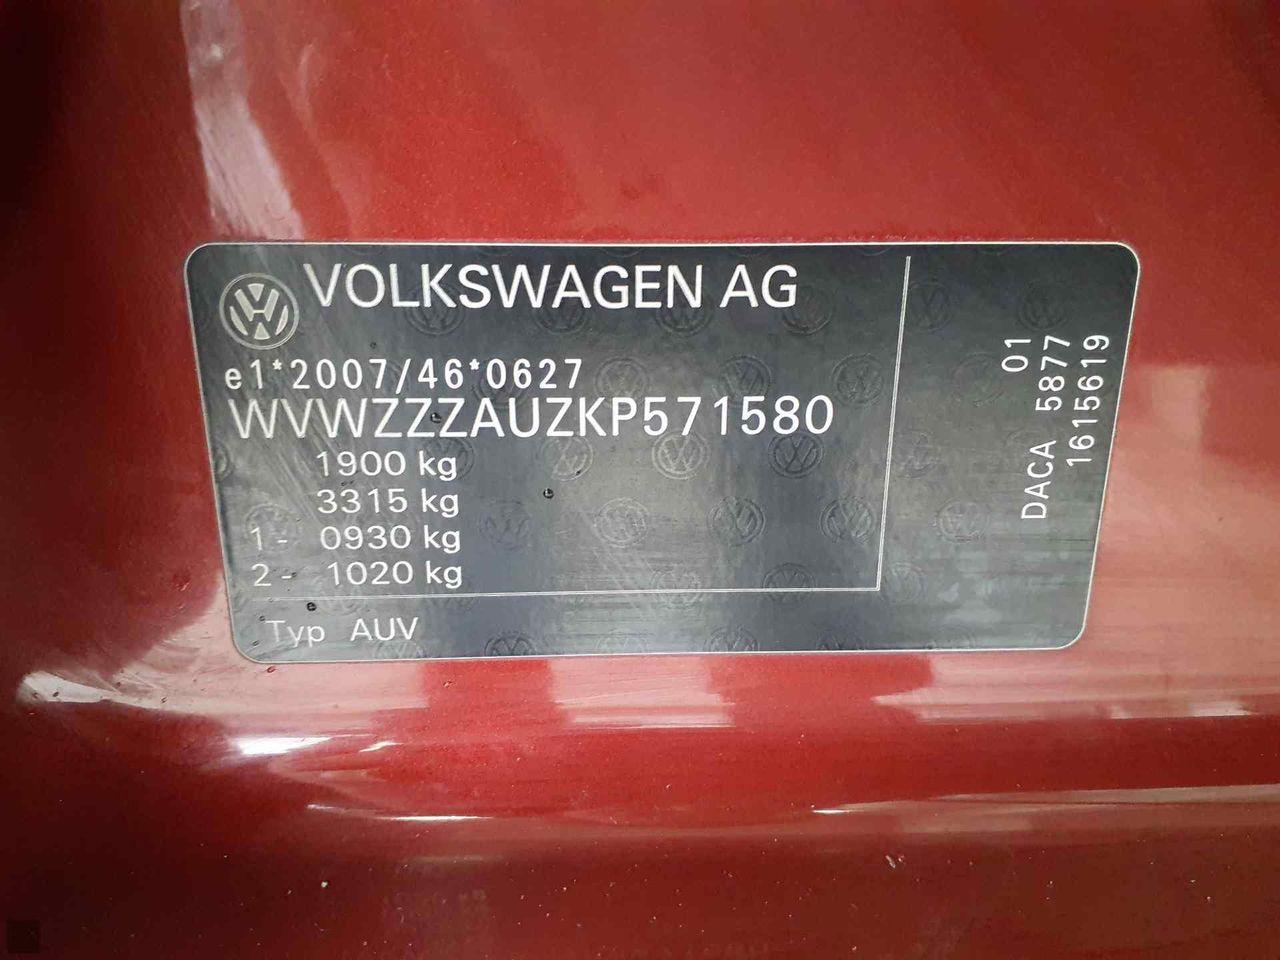 VOLKSWAGEN AG
e1*2007/46*0627
WVWZZZAUZKP571580
1900 kg
3315 kg
1- 0930 kg
2- 1020 kg
Typ AUV
01
DACA 5877
1615619